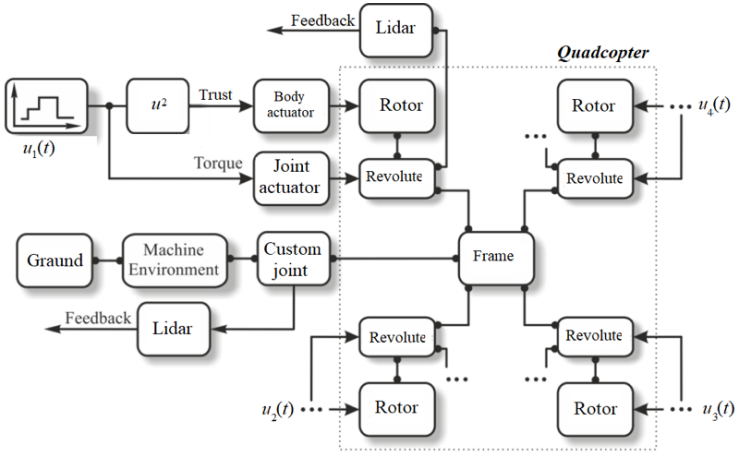 Feedback
Lidar
Quadcopter
u²
Trust
Body
actuator
Rotor
Rotor
... u₄(t)
u₁(t)
...
Torque
Joint
actuator
Revolute
Revolute
Graund
Machine
Environment
Custom
joint
Frame
Feedback
Lidar
Revolute
Revolute
...
...
u₂(t) ...
Rotor
Rotor
... u₃(t)